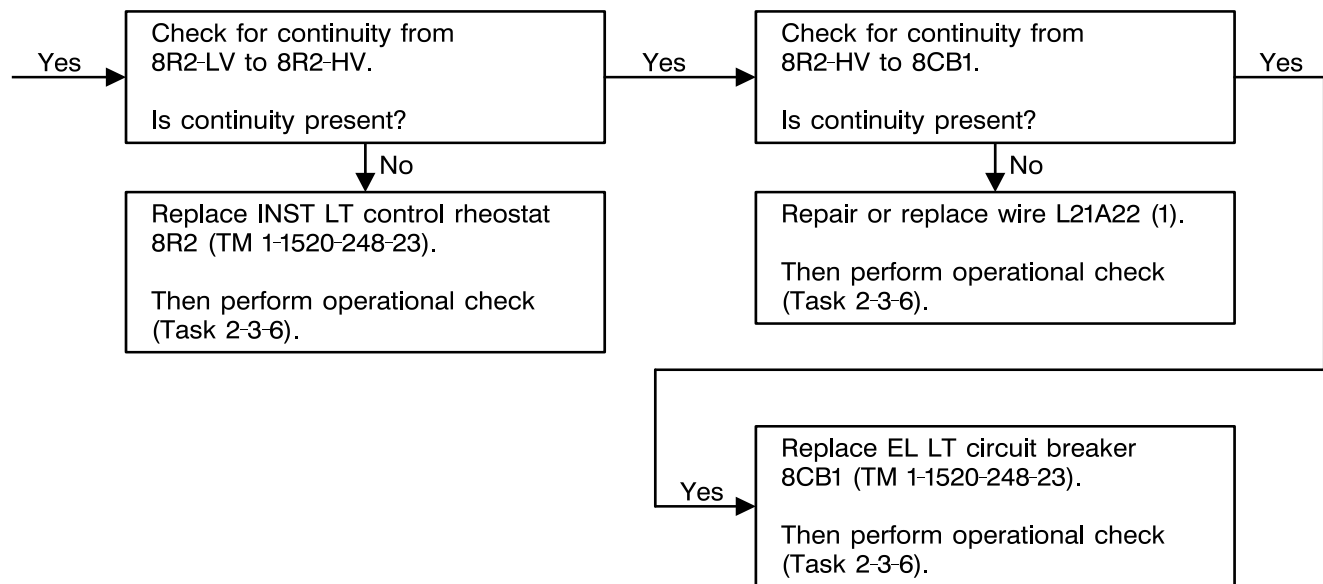 Yes
Check for continuity from
8R2-LV to 8R2-HV.
Is continuity present?
Yes
Check for continuity from
8R2-HV to 8CB1.
Is continuity present?
Yes
No
Replace INST LT control rheostat
8R2 (TM 1-1520-248-23).
Then perform operational check
(Task 2-3-6).
No
Repair or replace wire L21A22 (1).
Then perform operational check
(Task 2-3-6).
Yes
Replace EL LT circuit breaker
8CB1 (TM 1-1520-248-23).
Then perform operational check
(Task 2-3-6).